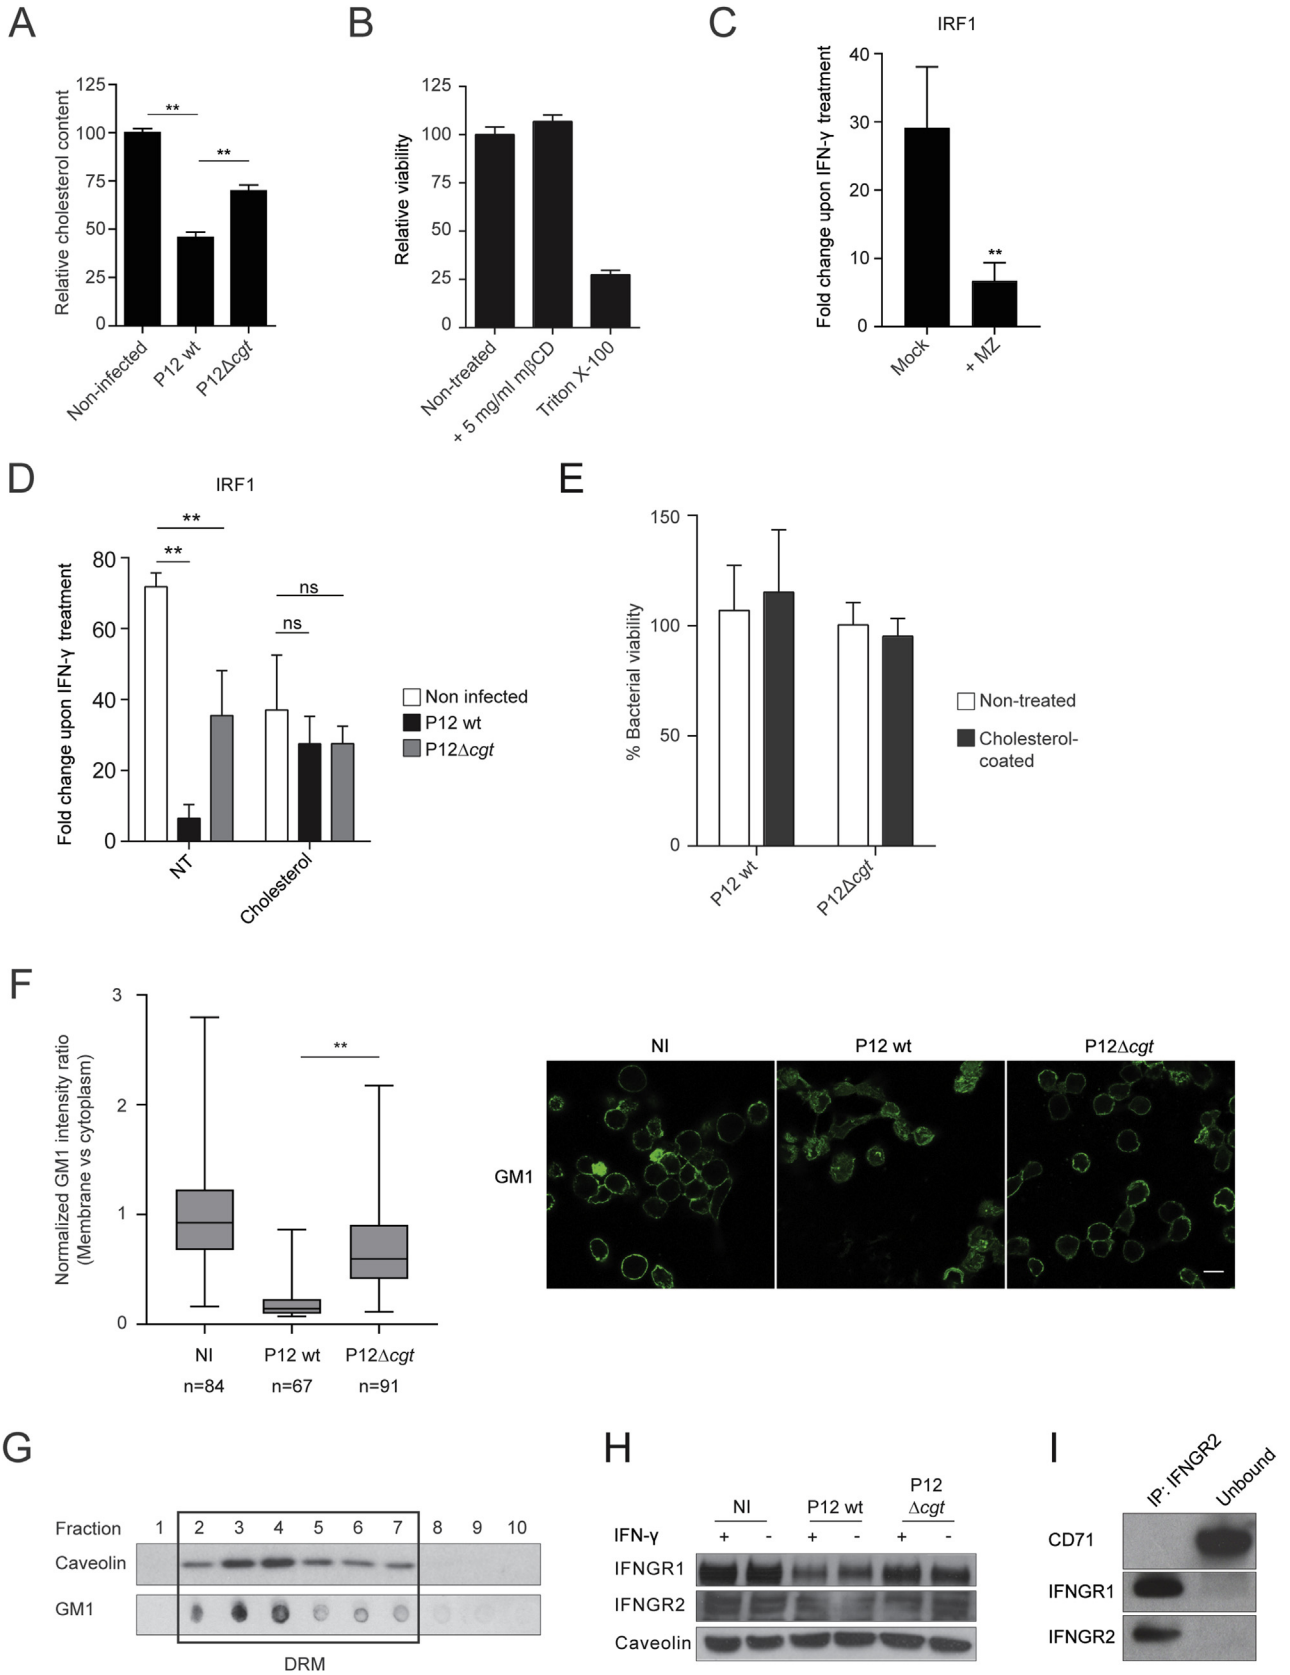 A
Relative cholesterol content
125
100
75
50
25
0
**
**
Non-infected
P12 wt
P12Δcgt
B
Relative viability
125
100
75
50
25
0
Non-treated
+ 5 mg/ml mβCD
Triton X-100
C
IRF1
Fold change upon IFN-γ treatment
40
30
20
10
0
**
Mock
+ MZ
D
IRF1
Fold change upon IFN-γ treatment
80
60
40
20
0
**
**
ns
ns
NT
Cholesterol
Non infected
P12 wt
P12Δcgt
E
% Bacterial viability
150
100
50
0
P12 wt
P12Δcgt
Non-treated
Cholesterol-
coated
F
Normalized GM1 intensity ratio
(Membrane vs cytoplasm)
3
2
1
0
**
NI
P12 wt
P12Δcgt
n=84
n=67
n=91
NI
P12 wt
P12Δcgt
GM1
G
Fraction 1 2 3 4 5 6 7 8 9 10
Caveolin
GM1
DRM
H
NI
P12 wt
P12
Δcgt
IFN-γ + - + - + -
IFNGR1
IFNGR2
Caveolin
I
IP: IFNGR2
Unbound
CD71
IFNGR1
IFNGR2